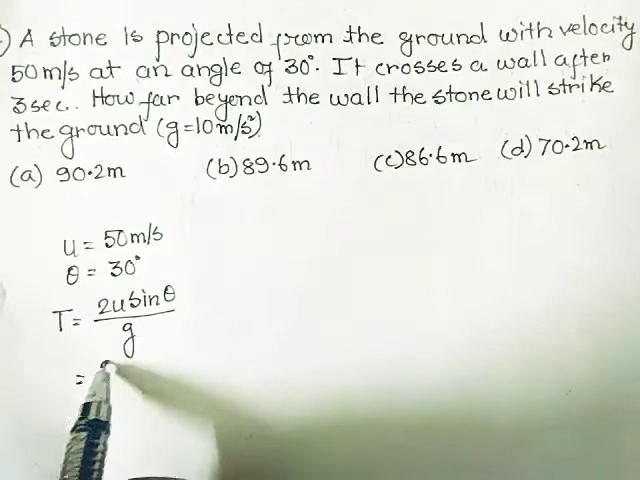 ) A stone Is projected from the ground with velocity
50m/s at an angle of 30°. It crosses a wall after
3sec.. How far beyond the wall the stone will strike
the ground (g=10m/s²)
(a) 90.2m (b) 89.6m (c) 86.6m (d) 70.2m
u = 50m/s
θ = 30°
T = 2usinθ / g
=